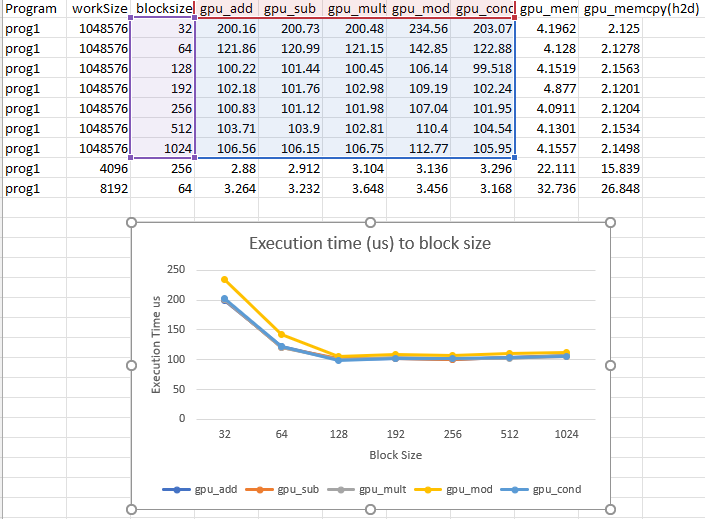 Program workSize blocksize gpu_add gpu_sub gpu_mult gpu_mod gpu_cond gpu_mem gpu_memcpy(h2d)
prog1 1048576 32 200.16 200.73 200.48 234.56 203.07 4.1962 2.125
prog1 1048576 64 121.86 120.99 121.15 142.85 122.88 4.128 2.1278
prog1 1048576 128 100.22 101.44 100.45 106.14 99.518 4.1519 2.1563
prog1 1048576 192 102.18 101.76 102.98 109.19 102.24 4.877 2.1201
prog1 1048576 256 100.83 101.12 101.98 107.04 101.95 4.0911 2.1204
prog1 1048576 512 103.71 103.9 102.81 110.4 104.54 4.1301 2.1534
prog1 1048576 1024 106.56 106.15 106.75 112.77 105.95 4.1557 2.1498
prog1 4096 256 2.88 2.912 3.104 3.136 3.296 22.111 15.839
prog1 8192 64 3.264 3.232 3.648 3.456 3.168 32.736 26.848
Execution time (us) to block size
250
200
150
100
50
0
Execution Time us
32 64 128 192 256 512 1024
Block Size
gpu_add gpu_sub gpu_mult gpu_mod gpu_cond